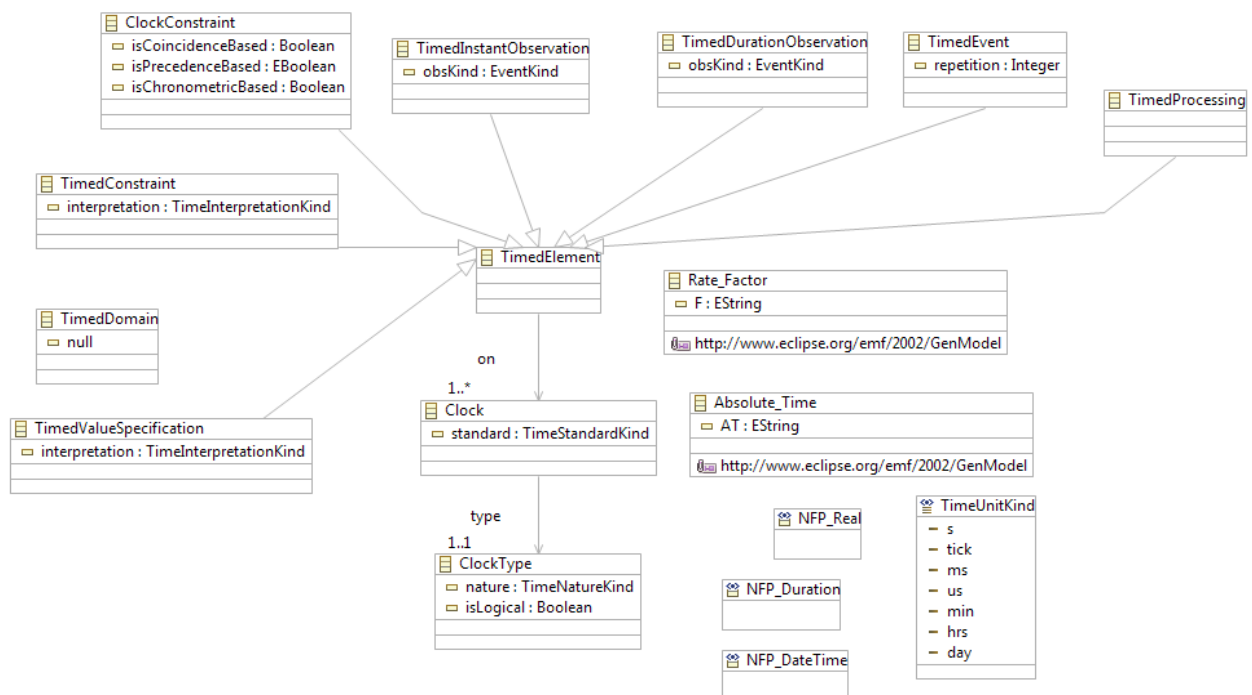 ClockConstraint
isCoincidenceBased : Boolean
isPrecedenceBased : EBoolean
isChronometricBased : Boolean
TimedInstantObservation
obsKind : EventKind
TimedDurationObservation
obsKind : EventKind
TimedEvent
repetition : Integer
TimedProcessing
TimedConstraint
interpretation : TimeInterpretationKind
TimedElement
Rate_Factor
F : EString
http://www.eclipse.org/emf/2002/GenModel
TimedDomain
null
on
1..*
Clock
standard : TimeStandardKind
Absolute_Time
AT : EString
http://www.eclipse.org/emf/2002/GenModel
TimedValueSpecification
interpretation : TimeInterpretationKind
type
1..1
ClockType
nature : TimeNatureKind
isLogical : Boolean
NFP_Real
NFP_Duration
NFP_DateTime
TimeUnitKind
s
tick
ms
us
min
hrs
day